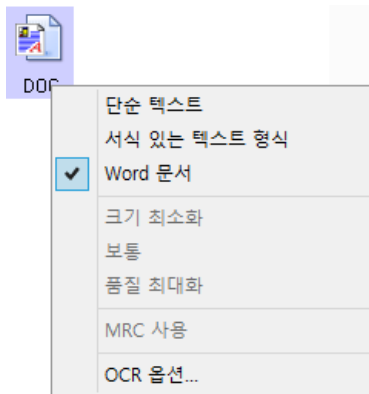 DOC
단순 텍스트
서식 있는 텍스트 형식
Word 문서
크기 최소화
보통
품질 최대화
MRC 사용
OCR 옵션...